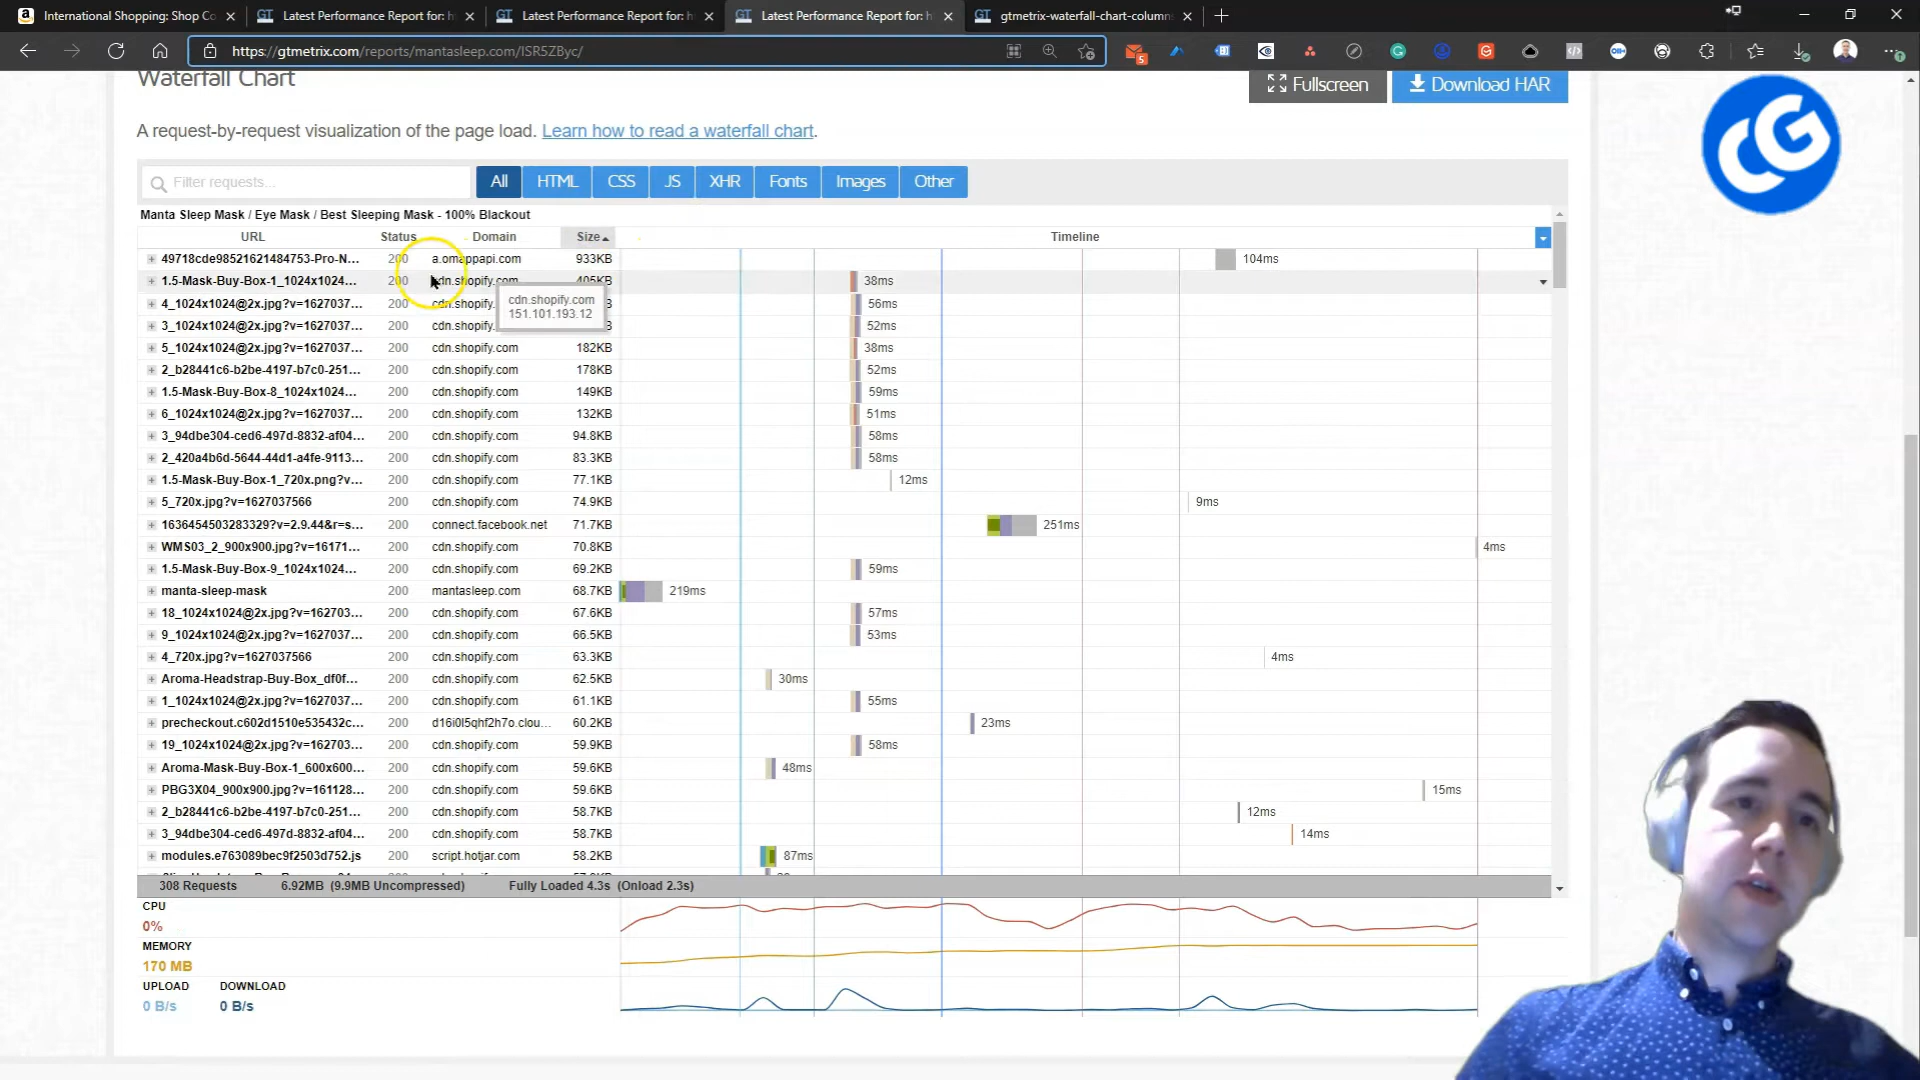 International Shopping: Shop Co
Latest Performance Report for: h
Latest Performance Report for: h
Latest Performance Report for: h
gtmetrix-waterfall-chart-column
https://gtmetrix.com/reports/mantasleep.com/ISR5ZByc/
5
Waterfall Chart
Fullscreen
Download HAR
CG
A request-by-request visualization of the page load. Learn how to read a waterfall chart.
Filter requests...
All HTML CSS JS XHR Fonts Images Other
Manta Sleep Mask / Eye Mask / Best Sleeping Mask - 100% Blackout
URL Status Domain Size Timeline
49718cde98521621484753-Pro-N... 200 a.omappapi.com 933KB 104ms
1.5-Mask-Buy-Box-1_1024x1024... 200 cdn.shopify.com 405KB 38ms
cdn.shopify.com
151.101.193.12
4_1024x1024@2x.jpg?v=1627037... 200 cdn.shopify. 56ms
3_1024x1024@2x.jpg?v=1627037... 200 cdn.shopify. 52ms
5_1024x1024@2x.jpg?v=1627037... 200 cdn.shopify.com 182KB 38ms
2_b28441c6-b2be-4197-b7c0-251... 200 cdn.shopify.com 178KB 52ms
1.5-Mask-Buy-Box-8_1024x1024... 200 cdn.shopify.com 149KB 59ms
6_1024x1024@2x.jpg?v=1627037... 200 cdn.shopify.com 132KB 51ms
3_94dbe304-ced6-497d-8832-af04... 200 cdn.shopify.com 94.8KB 58ms
2_420a4b6d-5644-44d1-a4fe-9113... 200 cdn.shopify.com 83.3KB 58ms
1.5-Mask-Buy-Box-1_720x.png?v... 200 cdn.shopify.com 77.1KB 12ms
5_720x.jpg?v=1627037566 200 cdn.shopify.com 74.9KB 9ms
1636454503283329?v=2.9.44&r=s... 200 connect.facebook.net 71.7KB 251ms
WMS03_2_900x900.jpg?v=16171... 200 cdn.shopify.com 70.8KB 4ms
1.5-Mask-Buy-Box-9_1024x1024... 200 cdn.shopify.com 69.2KB 59ms
manta-sleep-mask 200 mantasleep.com 68.7KB 219ms
18_1024x1024@2x.jpg?v=162703... 200 cdn.shopify.com 67.6KB 57ms
9_1024x1024@2x.jpg?v=1627037... 200 cdn.shopify.com 66.5KB 53ms
4_720x.jpg?v=1627037566 200 cdn.shopify.com 63.3KB 4ms
Aroma-Headstrap-Buy-Box_df0f... 200 cdn.shopify.com 62.5KB 30ms
1_1024x1024@2x.jpg?v=1627037... 200 cdn.shopify.com 61.1KB 55ms
precheckout.c602d1510e535432c... 200 d16i0l5qhf2h7o.clou... 60.2KB 23ms
19_1024x1024@2x.jpg?v=162703... 200 cdn.shopify.com 59.9KB 58ms
Aroma-Mask-Buy-Box-1_600x600... 200 cdn.shopify.com 59.6KB 48ms
PBG3X04_900x900.jpg?v=161128... 200 cdn.shopify.com 59.6KB 15ms
2_b28441c6-b2be-4197-b7c0-251... 200 cdn.shopify.com 58.7KB 12ms
3_94dbe304-ced6-497d-8832-af04... 200 cdn.shopify.com 58.7KB 14ms
modules.e763089bec9f2503d752.js 200 script.hotjar.com 58.2KB 87ms
308 Requests 6.92MB (9.9MB Uncompressed) Fully Loaded 4.3s (Onload 2.3s)
CPU
0%
MEMORY
170 MB
UPLOAD DOWNLOAD
0 B/s 0 B/s